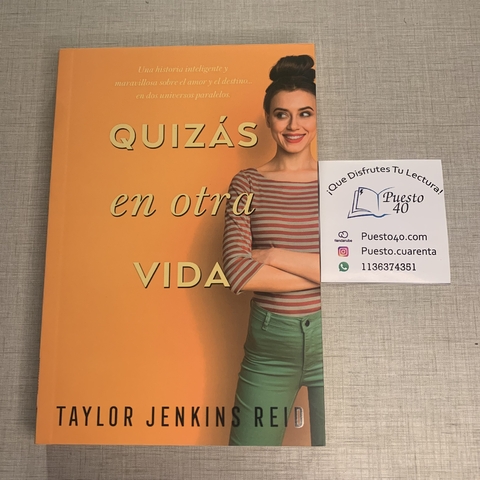 Una historia inteligente y
maravillosa sobre el amor y el destino,
en dos universos paralelos.
QUIZÁS
en otra
VIDA
TAYLOR JENKINS REID
¡Que Disfrutes Tu Lectura!
Puesto
40
tiendanube
Puesto40.com
Puesto.cuarenta
1136374351